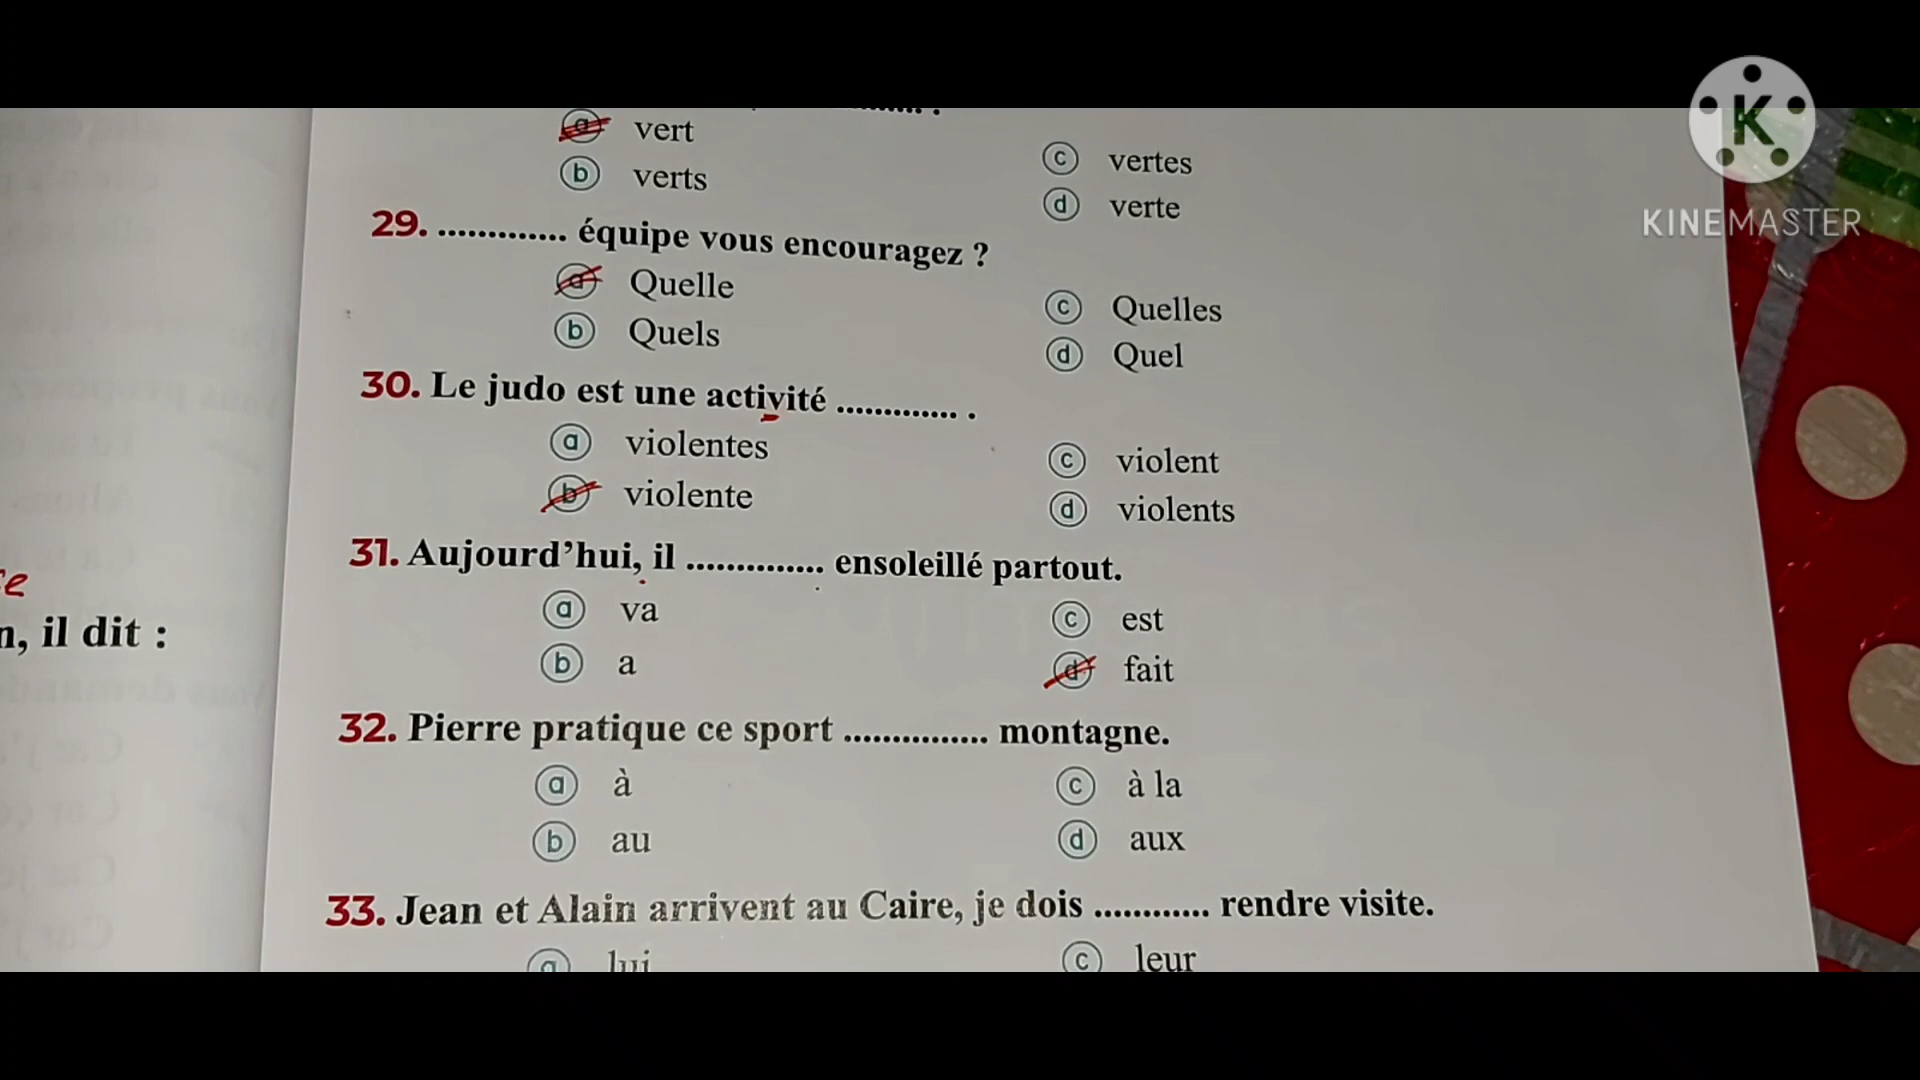 ⓐ vert
ⓑ verts
ⓒ vertes
ⓓ verte
29. ............. équipe vous encouragez ?
ⓐ Quelle
ⓑ Quels
ⓒ Quelles
ⓓ Quel
30. Le judo est une activité ............. .
ⓐ violentes
ⓑ violente
ⓒ violent
ⓓ violents
31. Aujourd’hui, il .............. ensoleillé partout.
ⓐ va
ⓑ a
ⓒ est
ⓓ fait
32. Pierre pratique ce sport ............... montagne.
ⓐ à
ⓑ au
ⓒ à la
ⓓ aux
33. Jean et Alain arrivent au Caire, je dois ............ rendre visite.
ⓐ lui
ⓒ leur
il dit :
K
KINEMASTER